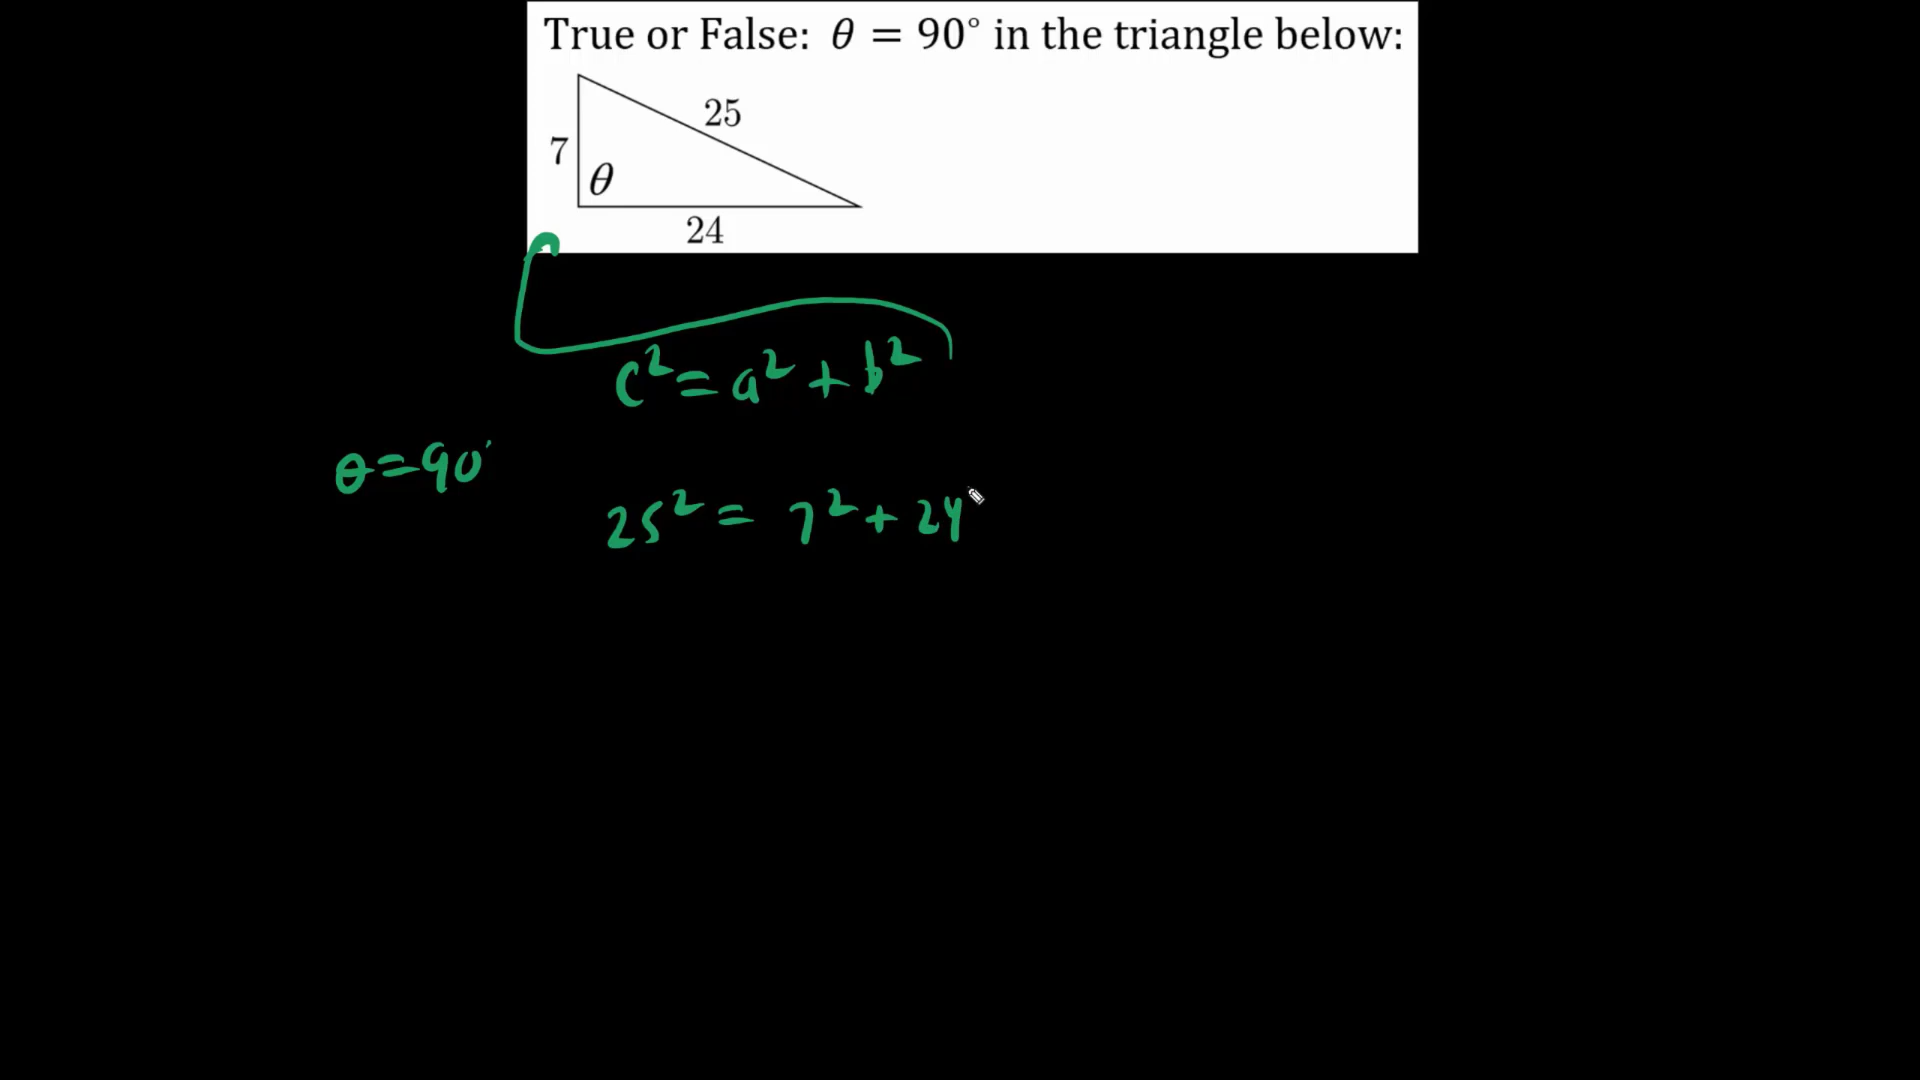 True or False: θ = 90° in the triangle below:
25
7
θ
24
c² = a² + b²
θ = 90°
25² = 7² + 24